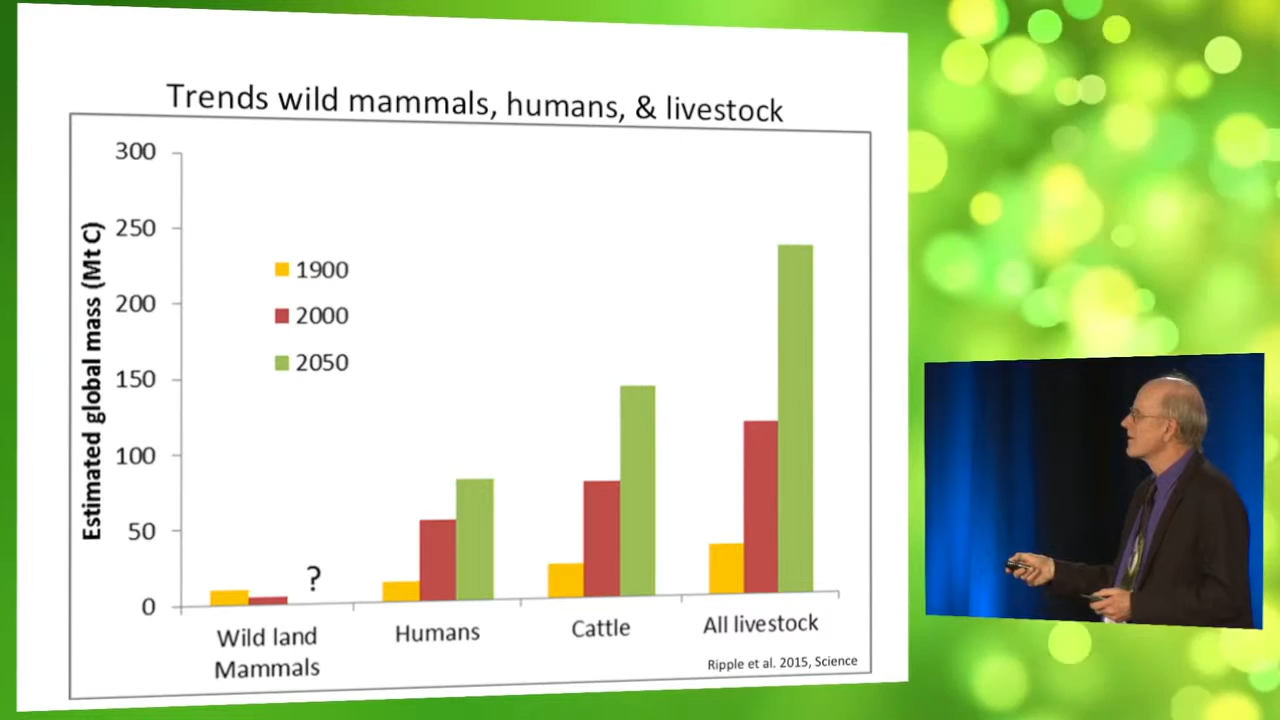 Trends wild mammals, humans, & livestock
Estimated global mass (Mt C)
300
250
200
150
100
50
0
1900
2000
2050
?
Wild land
Mammals
Humans
Cattle
All livestock
Ripple et al. 2015, Science